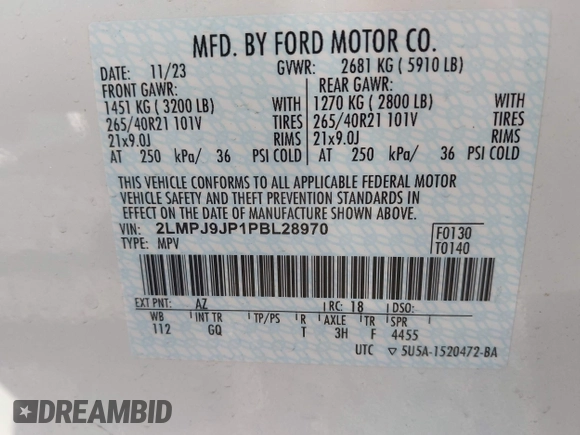 MFD. BY FORD MOTOR CO.
DATE: 11/23 GVWR: 2681 KG ( 5910 LB)
FRONT GAWR: REAR GAWR:
1451 KG ( 3200 LB) WITH 1270 KG ( 2800 LB) WITH
265/40R21 101V TIRES 265/40R21 101V TIRES
21x9.0J RIMS 21x9.0J RIMS
AT 250 kPa/ 36 PSI COLD AT 250 kPa/ 36 PSI COLD
THIS VEHICLE CONFORMS TO ALL APPLICABLE FEDERAL MOTOR
VEHICLE SAFETY AND THEFT PREVENTION STANDARDS IN
EFFECT ON THE DATE OF MANUFACTURE SHOWN ABOVE.
VIN: 2LMPJ9JP1PBL28970 F0130
TYPE: MPV T0140
EXT PNT: AZ RC: 18 DSO:
WB INT TR TP/PS R AXLE TR SPR
112 GQ T 3H F 4455
UTC ▽ 5U5A-1520472-BA
DREAMBID